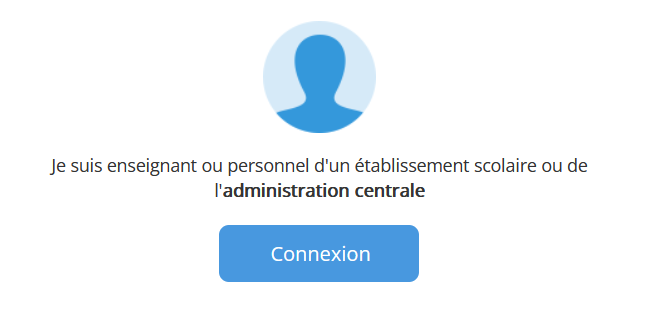 Je suis enseignant ou personnel d'un établissement scolaire ou de
l'administration centrale
Connexion